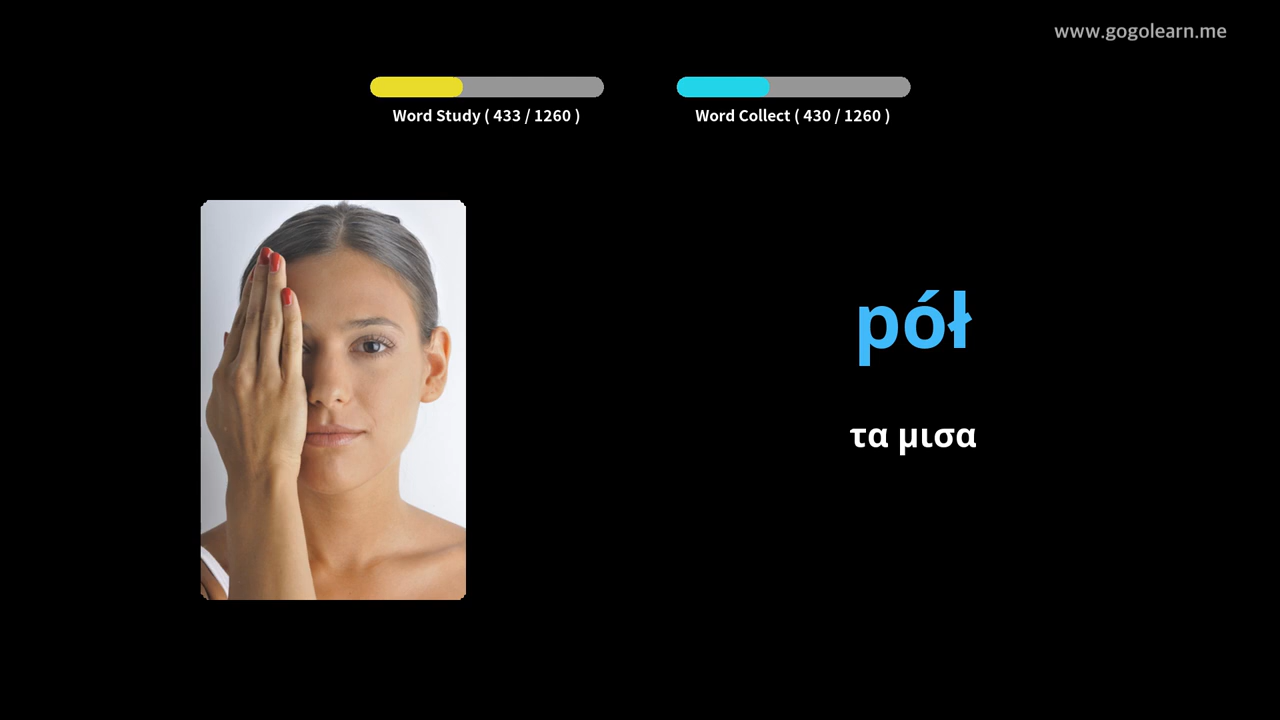 www.gogolearn.me
Word Study ( 433 / 1260 )
Word Collect ( 430 / 1260 )
pół
τα μισα